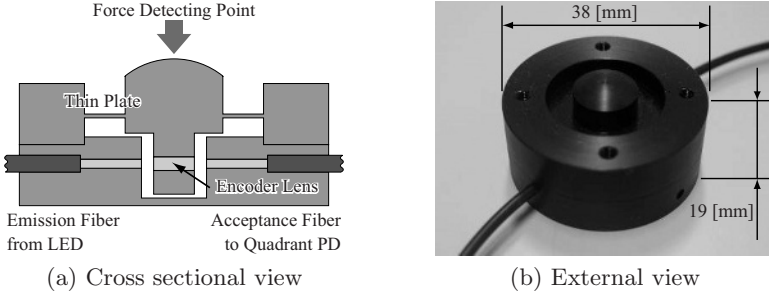 Force Detecting Point
Thin Plate
Encoder Lens
Emission Fiber
from LED
Acceptance Fiber
to Quadrant PD
(a) Cross sectional view
38 [mm]
19 [mm]
(b) External view